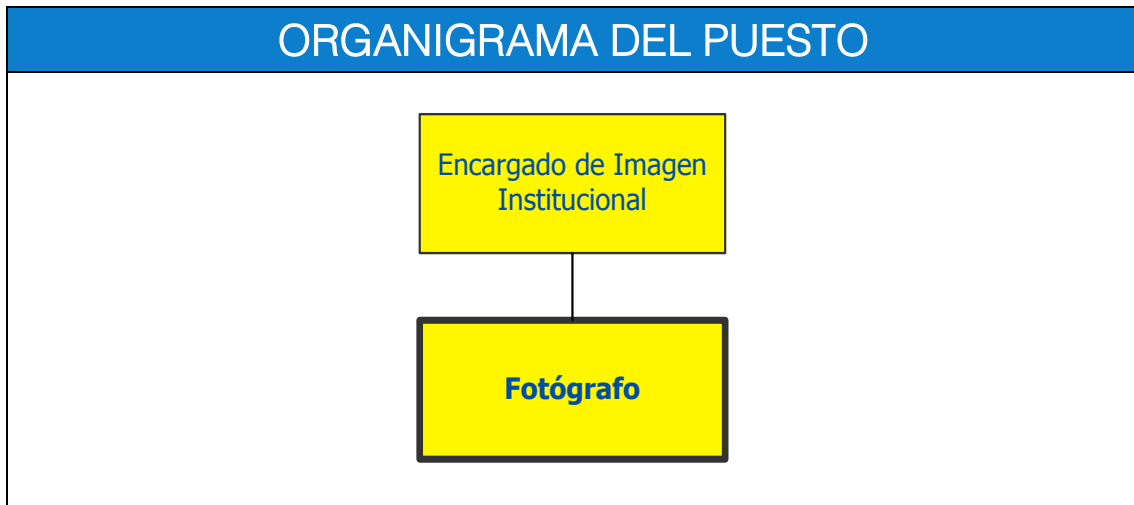 ORGANIGRAMA DEL PUESTO
Encargado de Imagen
Institucional
Fotógrafo